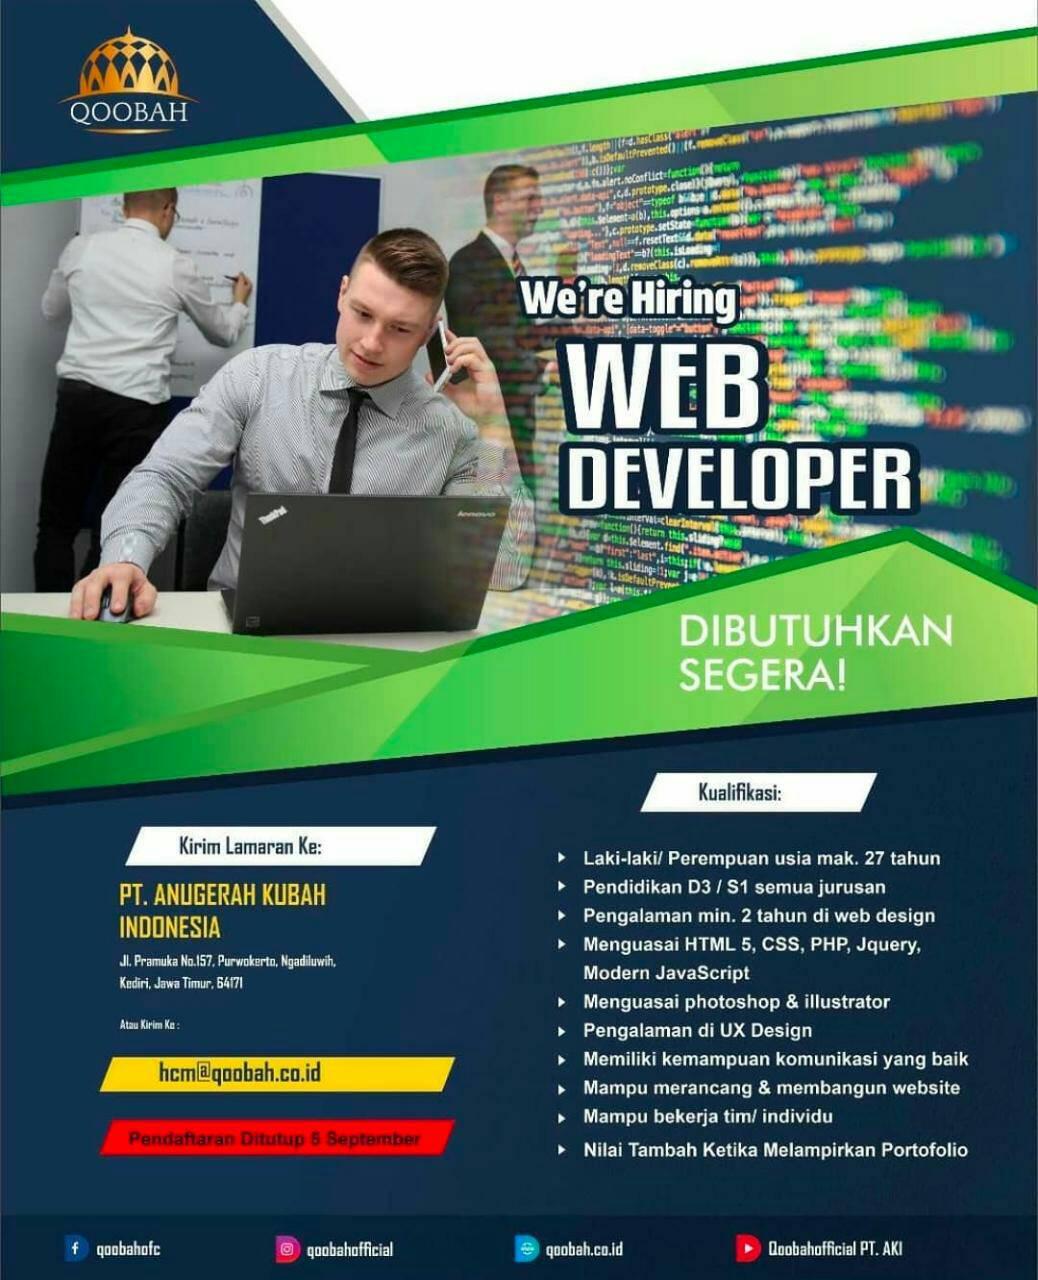 QOOBAH
We're Hiring
WEB
DEVELOPER
DIBUTUHKAN
SEGERA!
ThinkPad
lenovo
Kirim Lamaran Ke:
PT. ANUGERAH KUBAH
INDONESIA
Jl. Pramuka No.157, Purwokerto, Ngadiluwih,
Kediri, Jawa Timur, 64171
Atau Kirim Ke :
hcm@qoobah.co.id
Pendaftaran Ditutup 5 September
Kualifikasi:
Laki-laki/ Perempuan usia mak. 27 tahun
Pendidikan D3 / S1 semua jurusan
Pengalaman min. 2 tahun di web design
Menguasai HTML 5, CSS, PHP, Jquery,
Modern JavaScript
Menguasai photoshop & illustrator
Pengalaman di UX Design
Memiliki kemampuan komunikasi yang baik
Mampu merancang & membangun website
Mampu bekerja tim/ individu
Nilai Tambah Ketika Melampirkan Portofolio
qoobahofc
qoobahofficial
qoobah.co.id
Qoobahofficial PT. AKI